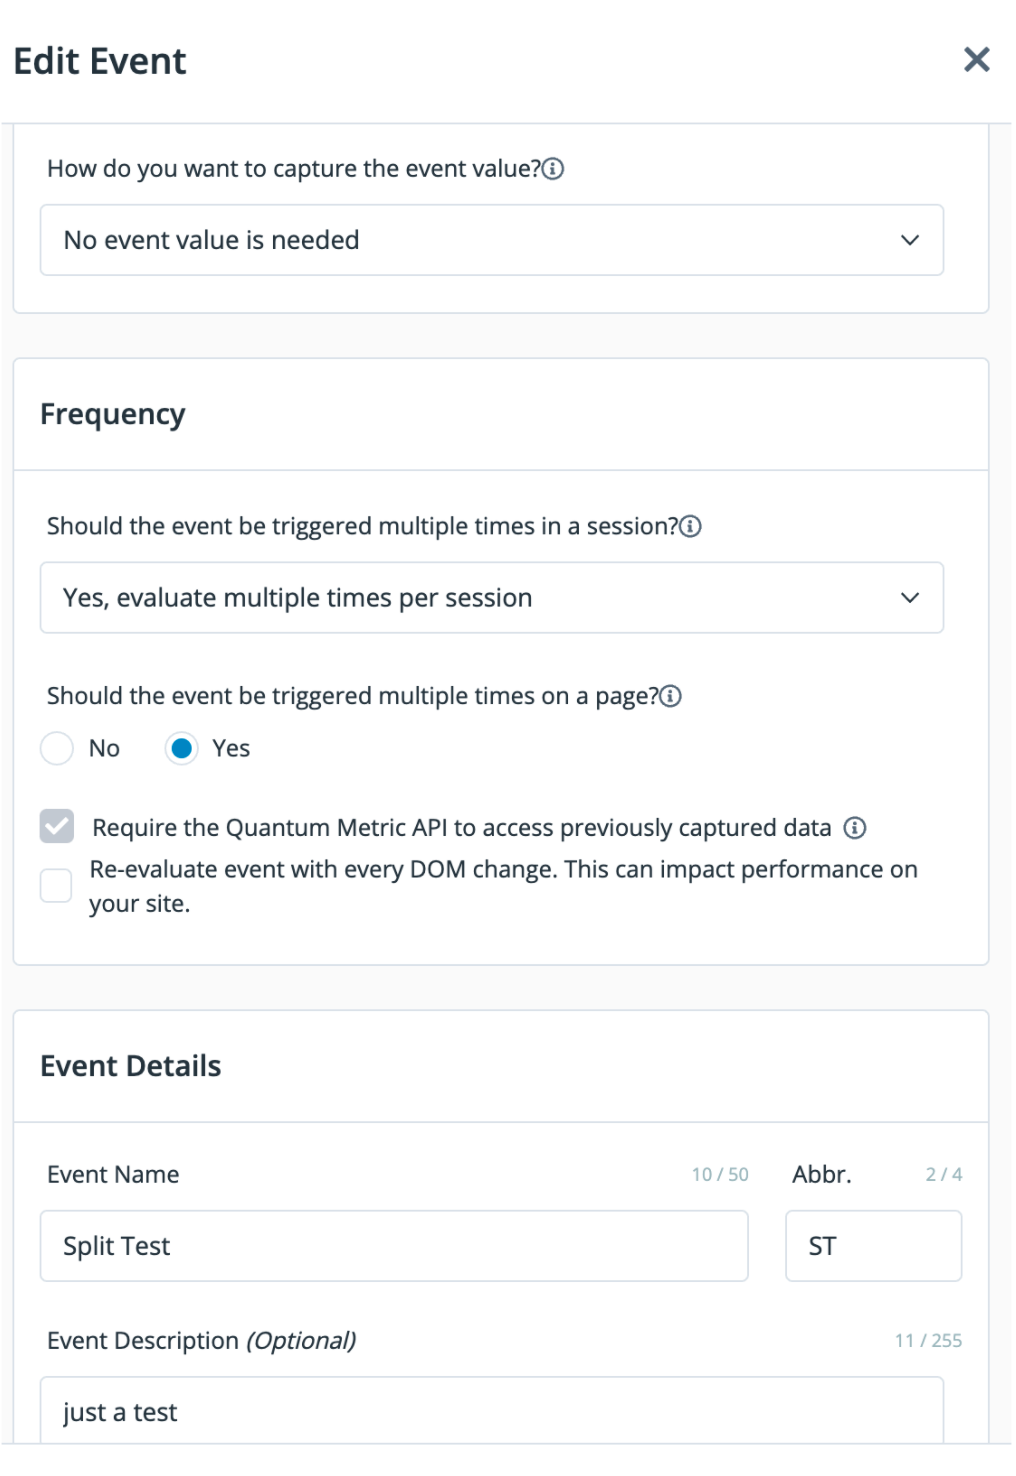 Edit Event
How do you want to capture the event value?
No event value is needed
Frequency
Should the event be triggered multiple times in a session?
Yes, evaluate multiple times per session
Should the event be triggered multiple times on a page?
No Yes
Require the Quantum Metric API to access previously captured data
Re-evaluate event with every DOM change. This can impact performance on
your site.
Event Details
Event Name 10 / 50 Abbr. 2 / 4
Split Test ST
Event Description (Optional) 11 / 255
just a test